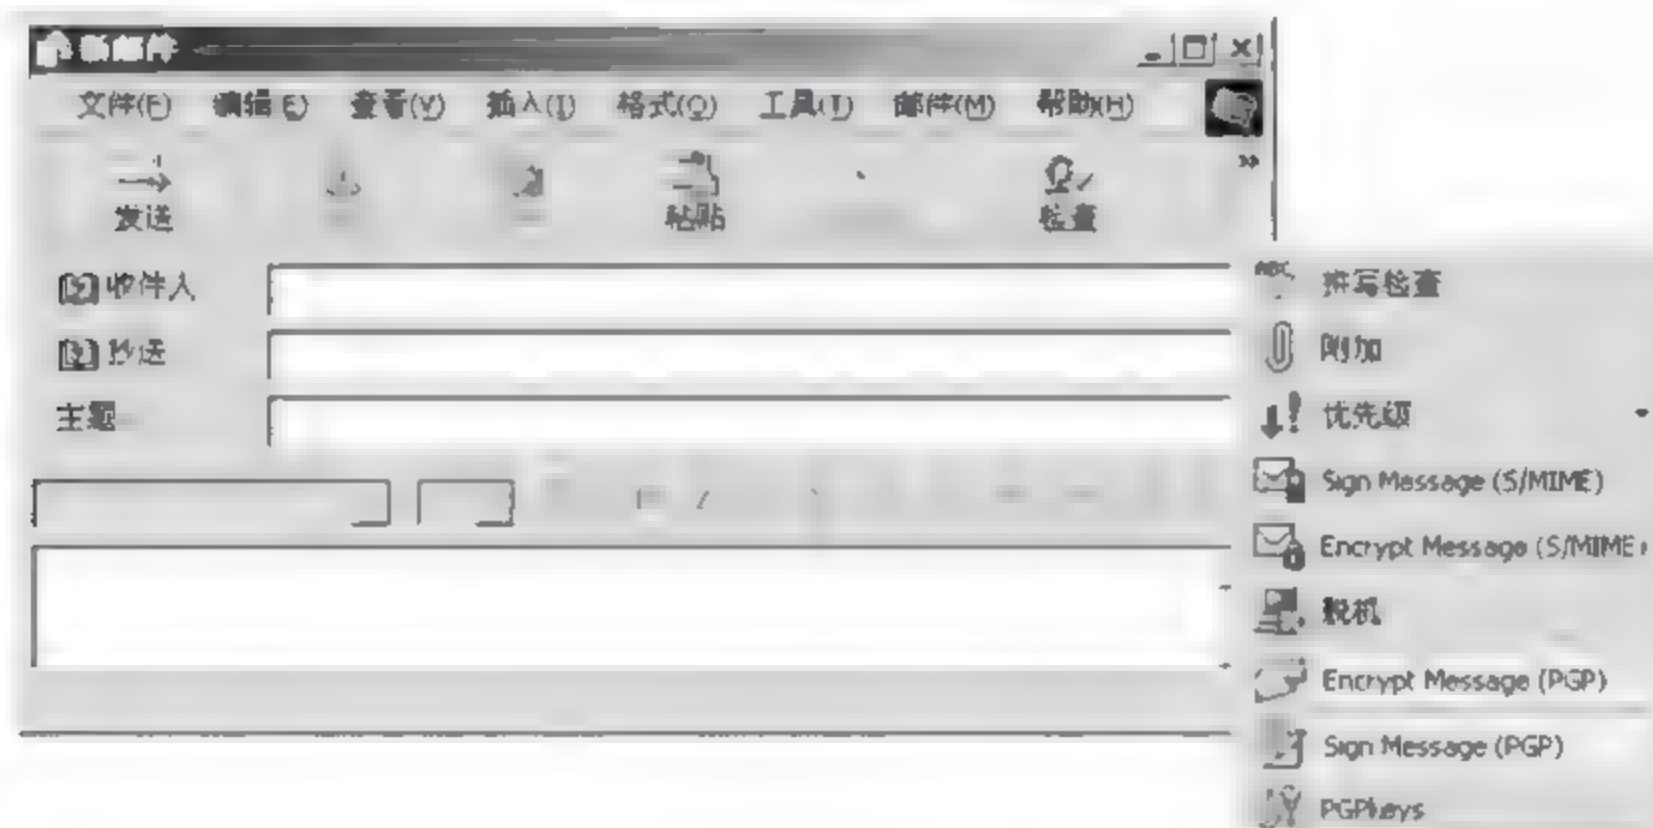 新邮件
文件(F) 编辑(E) 查看(V) 插入(I) 格式(O) 工具(T) 邮件(M) 帮助(H)
发送 粘贴 检查
收件人
抄送
主题
ABC 拼写检查
附加
优先级
Sign Message (S/MIME)
Encrypt Message (S/MIME)
脱机
Encrypt Message (PGP)
Sign Message (PGP)
PGPkeys